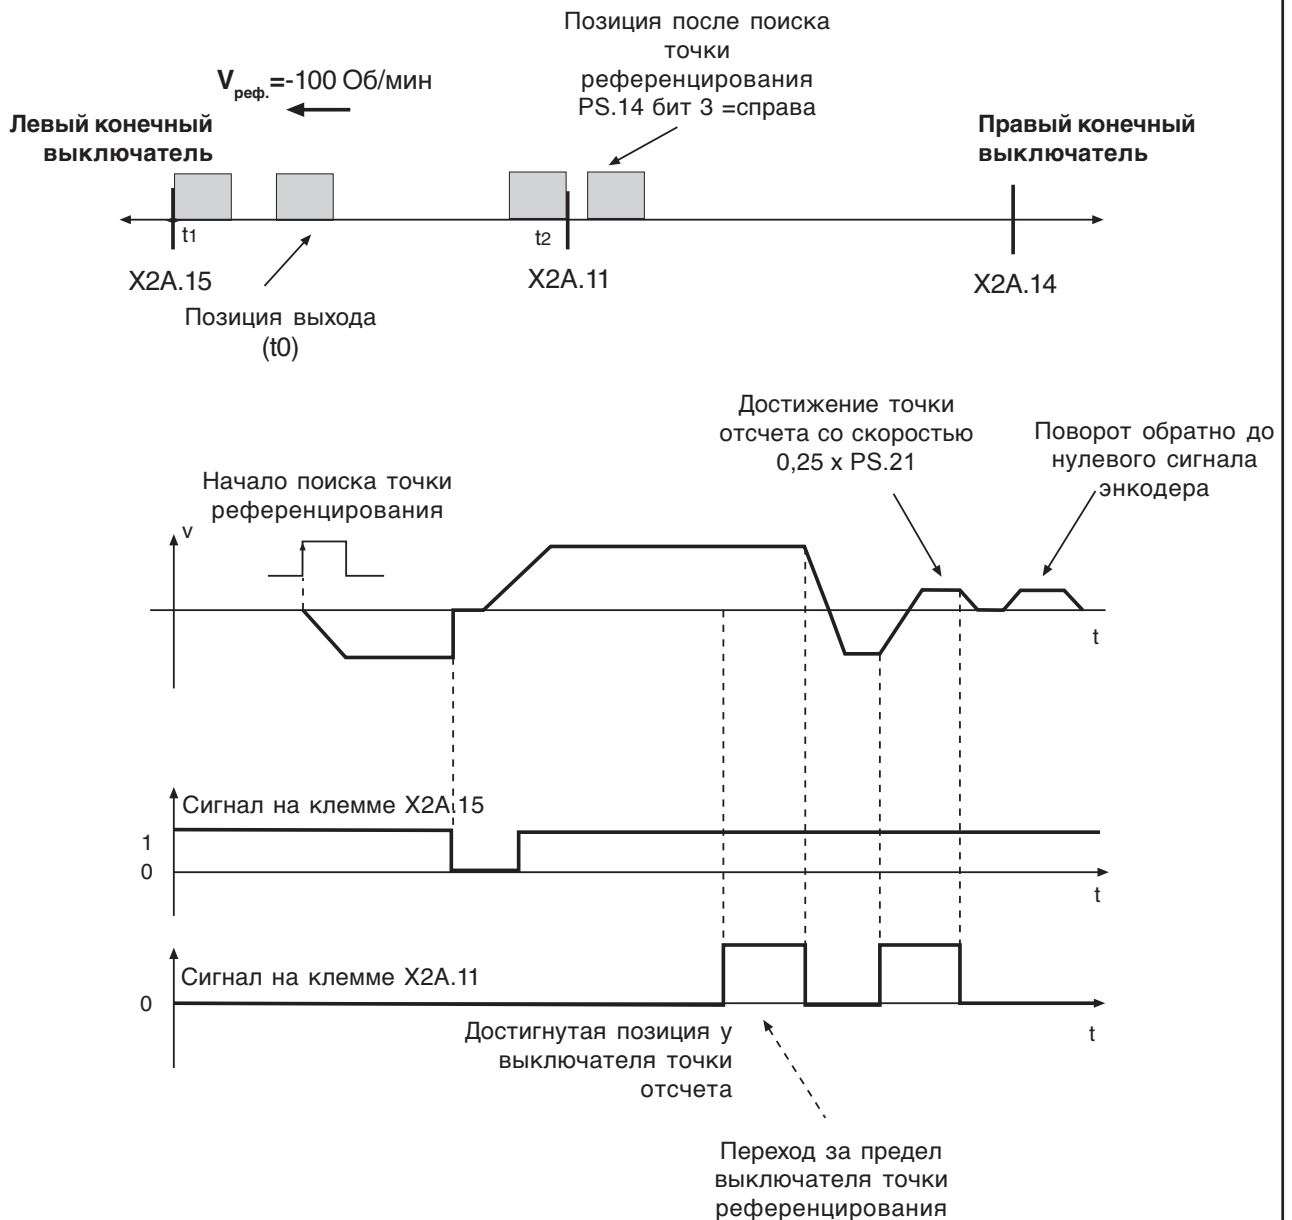 Позиция после поиска
точки
референцирования
PS.14 бит 3 =справа
Vреф.=-100 Об/мин
Левый конечный
выключатель
Правый конечный
выключатель
t1
t2
X2A.15
X2A.11
X2A.14
Позиция выхода
(t0)
Достижение точки
отсчета со скоростью
0,25 x PS.21
Поворот обратно до
нулевого сигнала
энкодера
Начало поиска точки
референцирования
v
t
Сигнал на клемме X2A.15
1
0
t
Сигнал на клемме X2A.11
0
t
Достигнутая позиция у
выключателя точки
отсчета
Переход за предел
выключателя точки
референцирования